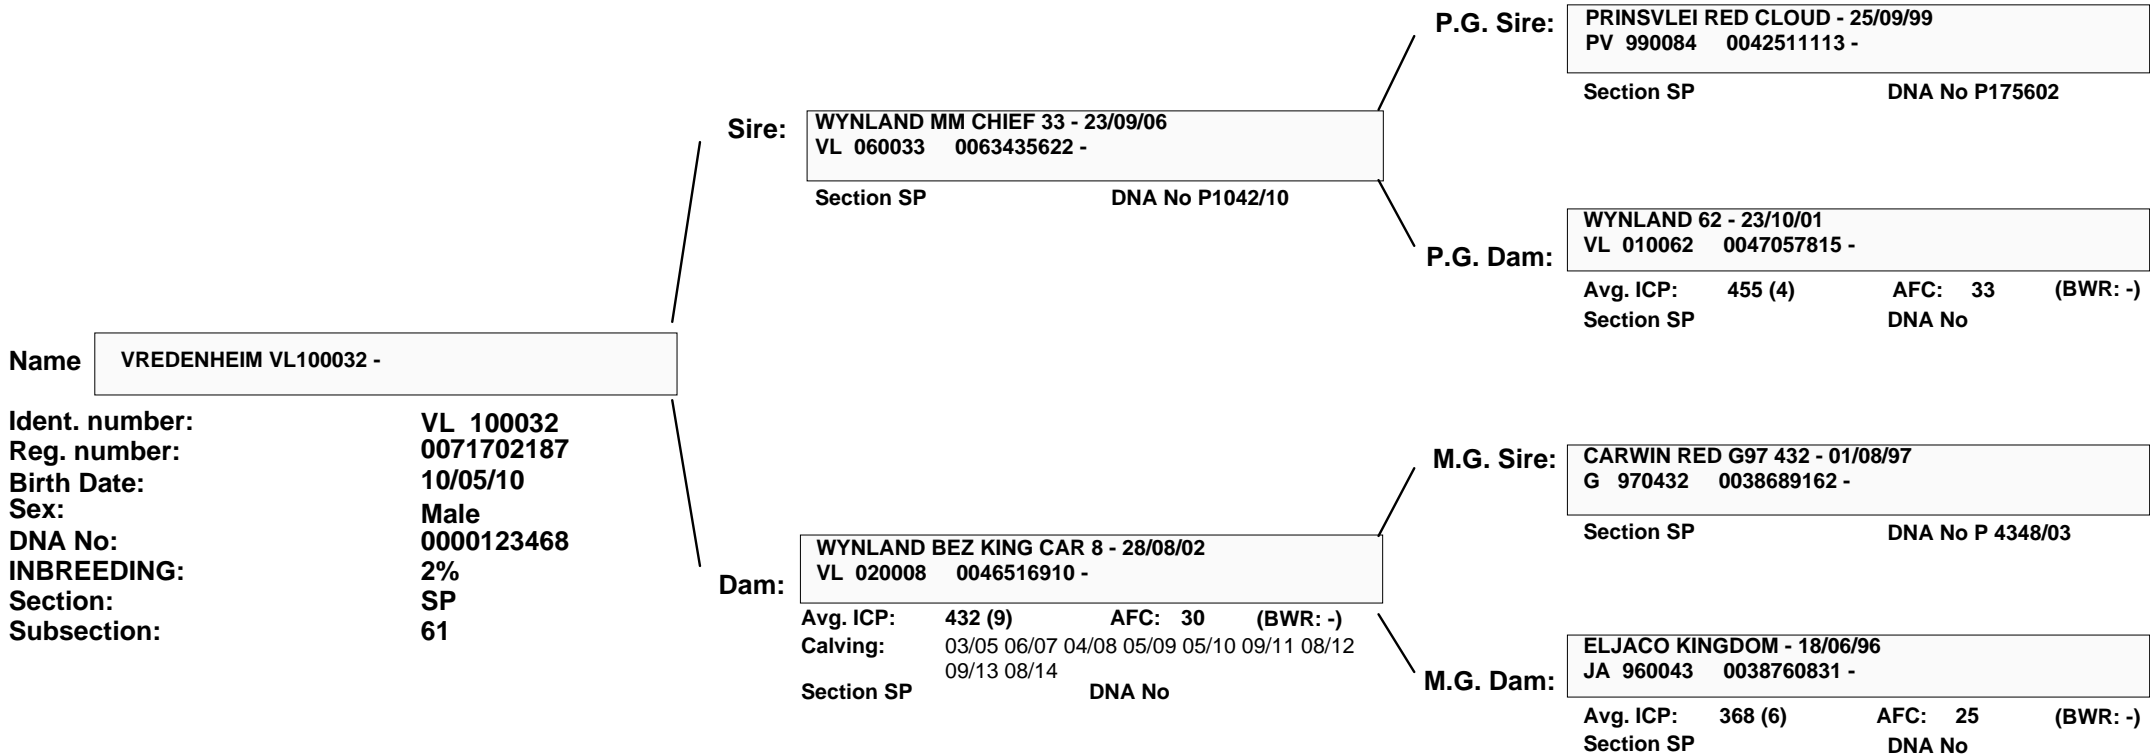 P.G. Sire: PRINSVLEI RED CLOUD - 25/09/99
PV 990084 0042511113 -
Section SP DNA No P175602
Sire: WYNLAND MM CHIEF 33 - 23/09/06
VL 060033 0063435622 -
Section SP DNA No P1042/10
P.G. Dam: WYNLAND 62 - 23/10/01
VL 010062 0047057815 -
Avg. ICP: 455 (4) AFC: 33 (BWR: -)
Section SP DNA No
Name VREDENHEIM VL100032 -
Ident. number: VL 100032
Reg. number: 0071702187
Birth Date: 10/05/10
Sex: Male
DNA No: 0000123468
INBREEDING: 2%
Section: SP
Subsection: 61
M.G. Sire: CARWIN RED G97 432 - 01/08/97
G 970432 0038689162 -
Section SP DNA No P 4348/03
Dam: WYNLAND BEZ KING CAR 8 - 28/08/02
VL 020008 0046516910 -
Avg. ICP: 432 (9) AFC: 30 (BWR: -)
Calving: 03/05 06/07 04/08 05/09 05/10 09/11 08/12
09/13 08/14
Section SP DNA No
M.G. Dam: ELJACO KINGDOM - 18/06/96
JA 960043 0038760831 -
Avg. ICP: 368 (6) AFC: 25 (BWR: -)
Section SP DNA No